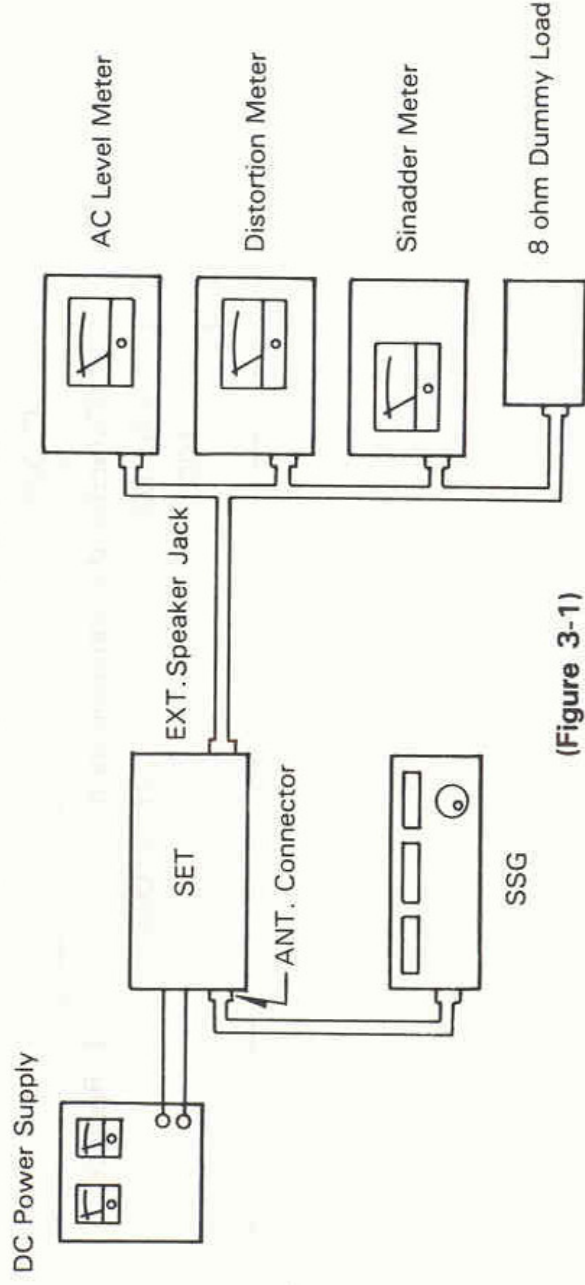 DC Power Supply
SET
EXT. Speaker Jack
ANT. Connector
SSG
AC Level Meter
Distortion Meter
Sinadder Meter
8 ohm Dummy Load
(Figure 3-1)